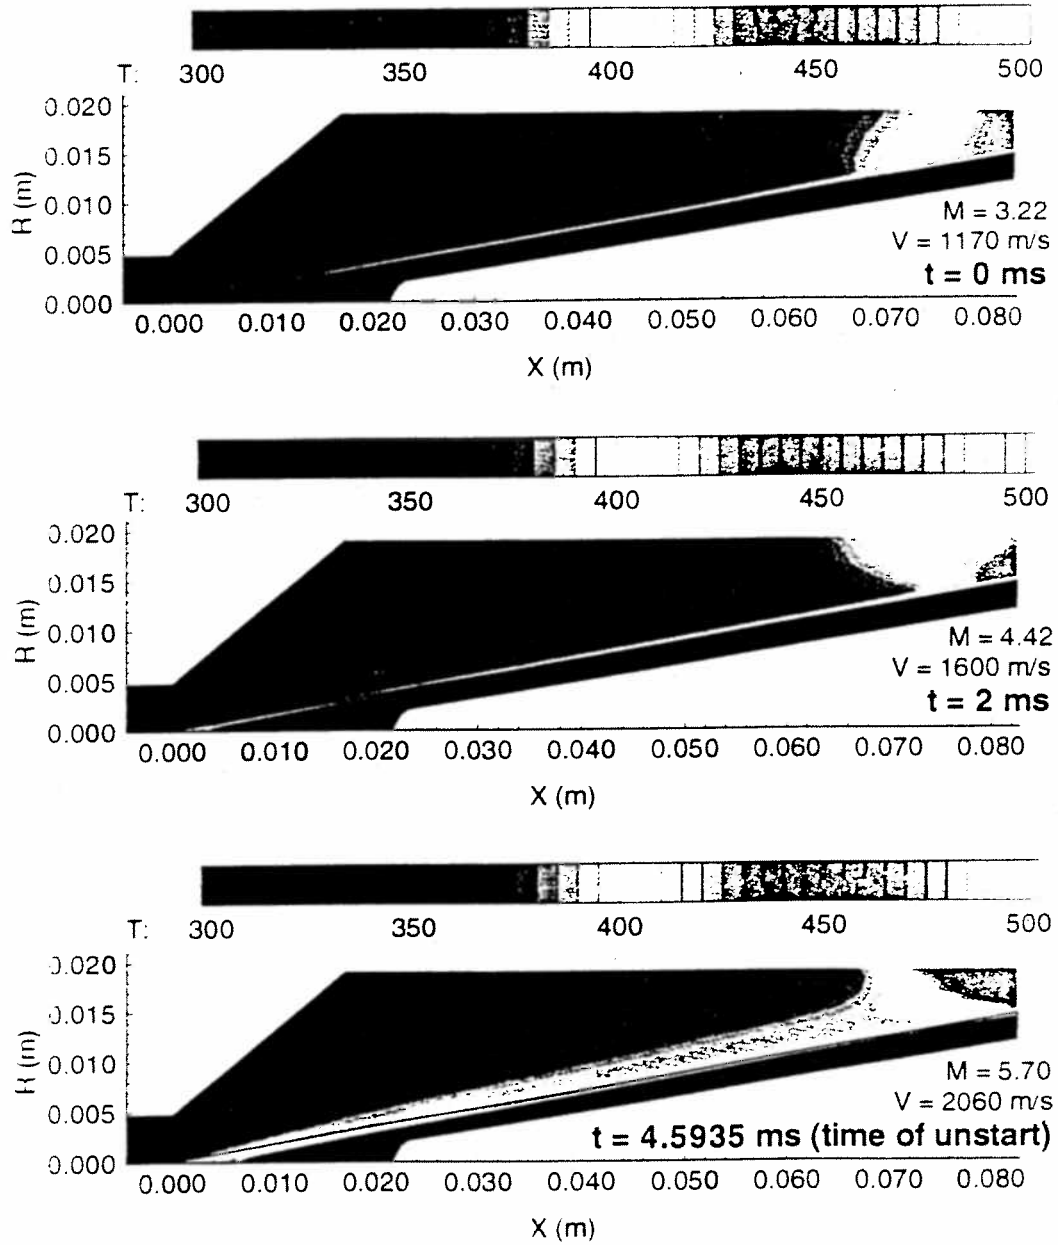 T: 300 350 400 450 500
0.020
0.015
0.010
0.005
0.000
R (m)
M = 3.22
V = 1170 m/s
t = 0 ms
0.000 0.010 0.020 0.030 0.040 0.050 0.060 0.070 0.080
X (m)
T: 300 350 400 450 500
0.020
0.015
0.010
0.005
0.000
R (m)
M = 4.42
V = 1600 m/s
t = 2 ms
0.000 0.010 0.020 0.030 0.040 0.050 0.060 0.070 0.080
X (m)
T: 300 350 400 450 500
0.020
0.015
0.010
0.005
0.000
R (m)
M = 5.70
V = 2060 m/s
t = 4.5935 ms (time of unstart)
0.000 0.010 0.020 0.030 0.040 0.050 0.060 0.070 0.080
X (m)